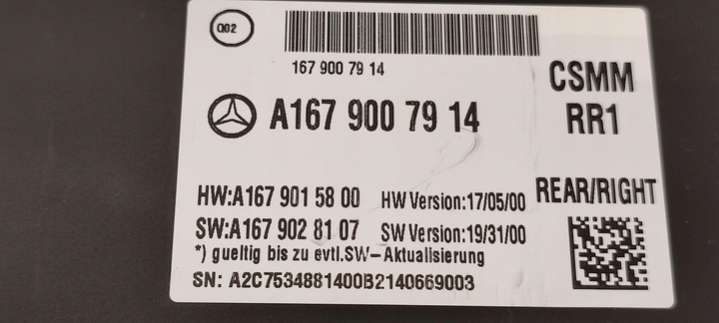 002
167 900 79 14
A167 900 79 14
CSMM
RR1
HW:A167 901 58 00 HW Version:17/05/00
REAR/RIGHT
SW:A167 902 81 07 SW Version:19/31/00
*) gueltig bis zu evtl.SW-Aktualisierung
SN: A2C7534881400B2140669003